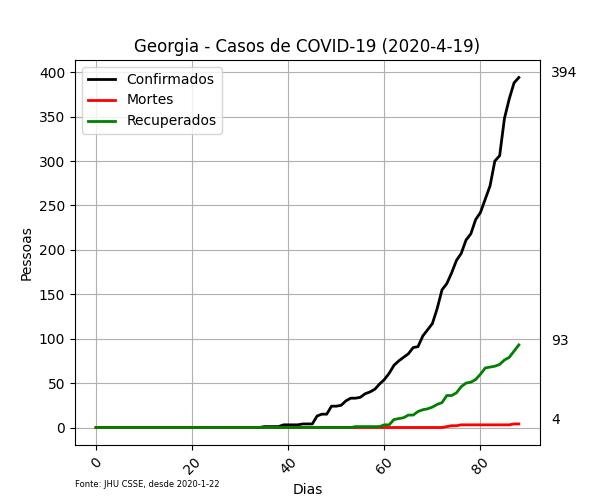 Georgia - Casos de COVID-19 (2020-4-19)
Confirmados
Mortes
Recuperados
400
350
300
250
200
150
100
50
0
Pessoas
394
93
4
0
20
40
60
80
Dias
Fonte: JHU CSSE, desde 2020-1-22